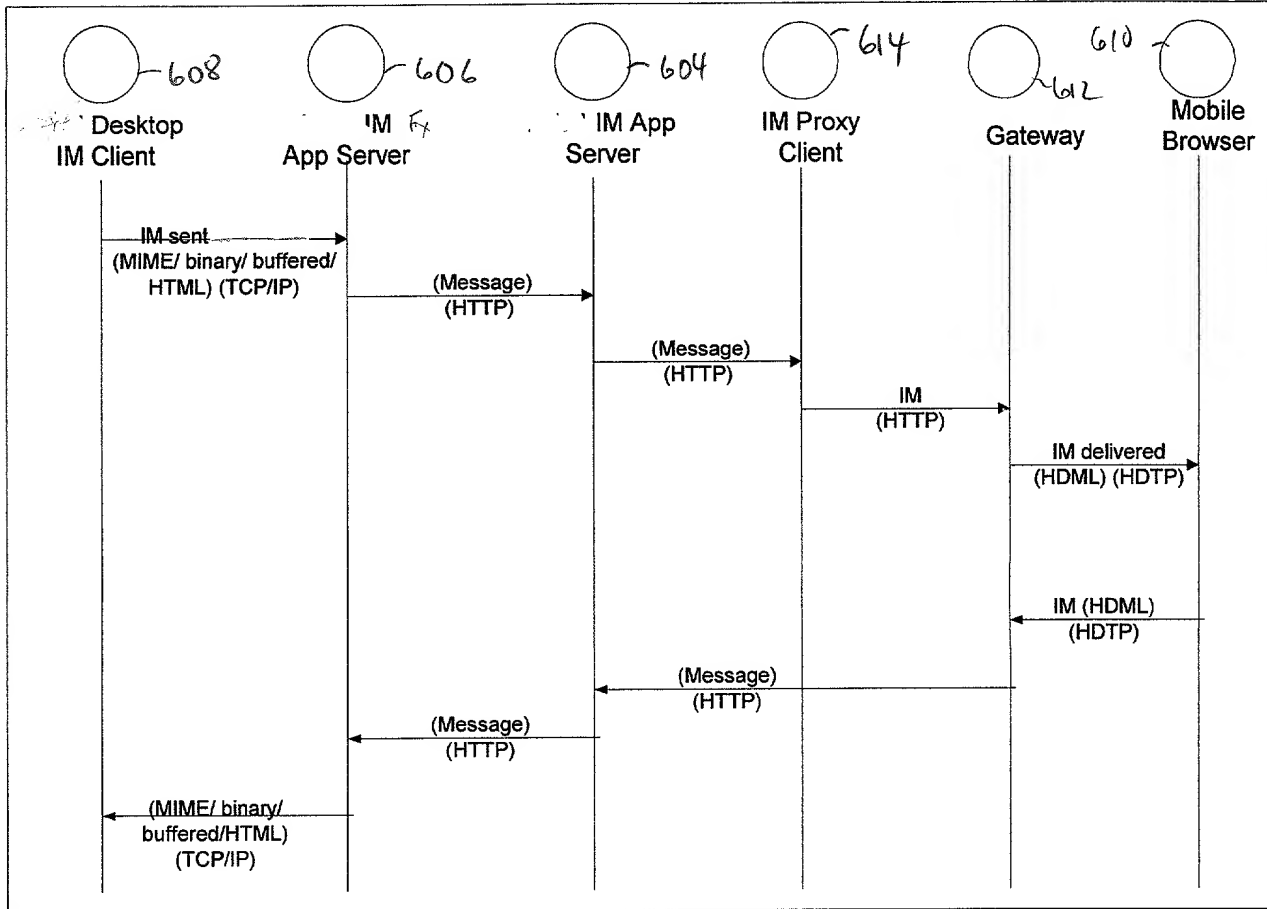 608
606
604
614
612
610
Desktop
IM Client
IM
App Server
IM App
Server
IM Proxy
Client
Gateway
Mobile
Browser
IM sent
(MIME/ binary/ buffered/
HTML) (TCP/IP)
(Message)
(HTTP)
(Message)
(HTTP)
IM
(HTTP)
IM delivered
(HDML) (HDTP)
IM (HDML)
(HDTP)
(Message)
(HTTP)
(Message)
(HTTP)
(MIME/ binary/
buffered/HTML)
(TCP/IP)